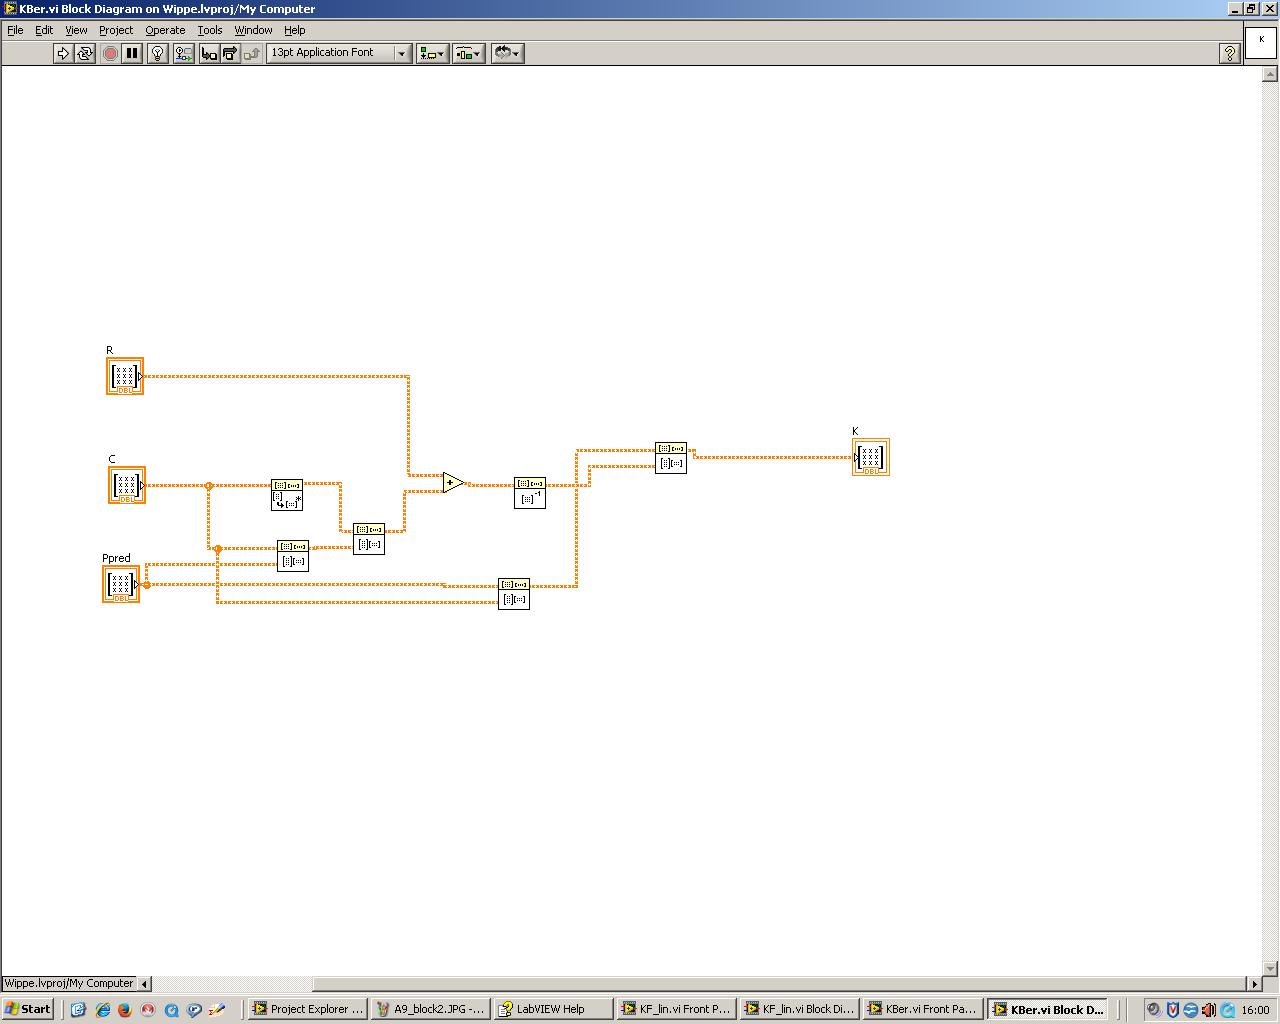 KBer.vi Block Diagram on Wippe.lvproj/My Computer
File Edit View Project Operate Tools Window Help
13pt Application Font
K
R
DBL
C
DBL
Ppred
DBL
K
DBL
Wippe.lvproj/My Computer
Start Project Explorer ... A9_block2.JPG -... LabVIEW Help KF_lin.vi Front P... KF_lin.vi Block Di... KBer.vi Front Pa... KBer.vi Block D... 16:00